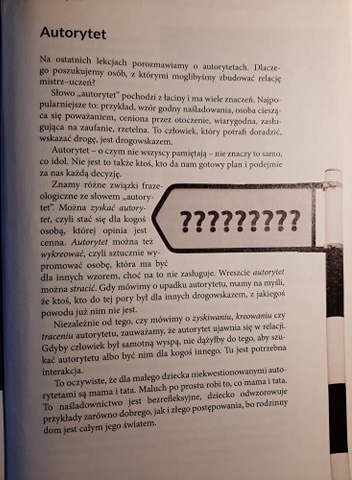 Autorytet
Na ostatnich lekcjach porozmawiamy o autorytetach. Dlacze-
go poszukujemy osób, z którymi moglibyśmy zbudować relację
mistrz–uczeń?
Słowo „autorytet” pochodzi z łaciny i ma wiele znaczeń. Najpo-
pularniejsze to: przykład, wzór godny naśladowania, osoba cieszą-
ca się poważaniem, ceniona przez otoczenie, wiarygodna, zasłu-
gująca na zaufanie, rzetelna. To człowiek, który potrafi doradzić,
wskazać drogę, jest drogowskazem.
Autorytet – o czym nie wszyscy pamiętają – nie znaczy to samo,
co idol. Nie jest to także ktoś, kto da nam gotowy plan i podejmie
za nas każdą decyzję.
Znamy różne związki fraze-
ologiczne ze słowem „autory-
tet”. Można zyskać autory-
tet, czyli stać się dla kogoś
osobą, której opinia jest
cenna. Autorytet można też
wykreować, czyli sztucznie wy-
promować osobę, która ma być
dla innych wzorem, choć na to nie zasługuje. Wreszcie autorytet
można stracić. Gdy mówimy o upadku autorytetu, mamy na myśli,
że ktoś, kto do tej pory był dla innych drogowskazem, z jakiegoś
powodu już nim nie jest.
Niezależnie od tego, czy mówimy o zyskiwaniu, kreowaniu czy
traceniu autorytetu, zauważamy, że autorytet ujawnia się w relacji.
Gdyby człowiek był samotną wyspą, nie dążyłby do tego, aby szu-
kać autorytetu albo być nim dla kogoś innego. Tu jest potrzebna
interakcja.
To oczywiste, że dla małego dziecka niekwestionowanymi auto-
rytetami są mama i tata. Maluch po prostu robi to, co mama i tata.
To naśladownictwo jest bezrefleksyjne, dziecko odwzorowuje
przykłady zarówno dobrego, jak i złego postępowania, bo rodzinny
dom jest całym jego światem.
?????????